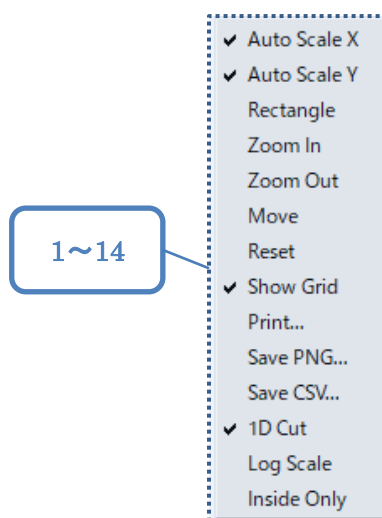 1～14
✔ Auto Scale X
✔ Auto Scale Y
Rectangle
Zoom In
Zoom Out
Move
Reset
✔ Show Grid
Print...
Save PNG...
Save CSV...
✔ 1D Cut
Log Scale
Inside Only